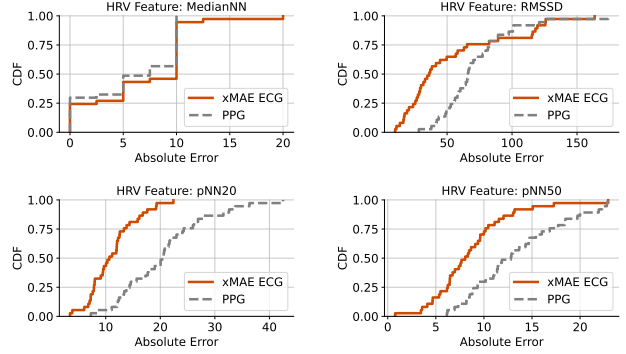 HRV Feature: MedianNN
1.00
0.75
0.50
0.25
0.00
CDF
xMAE ECG
PPG
0 5 10 15 20
Absolute Error
HRV Feature: RMSSD
1.00
0.75
0.50
0.25
0.00
CDF
xMAE ECG
PPG
50 100 150
Absolute Error
HRV Feature: pNN20
1.00
0.75
0.50
0.25
0.00
CDF
xMAE ECG
PPG
10 20 30 40
Absolute Error
HRV Feature: pNN50
1.00
0.75
0.50
0.25
0.00
CDF
xMAE ECG
PPG
0 5 10 15 20
Absolute Error